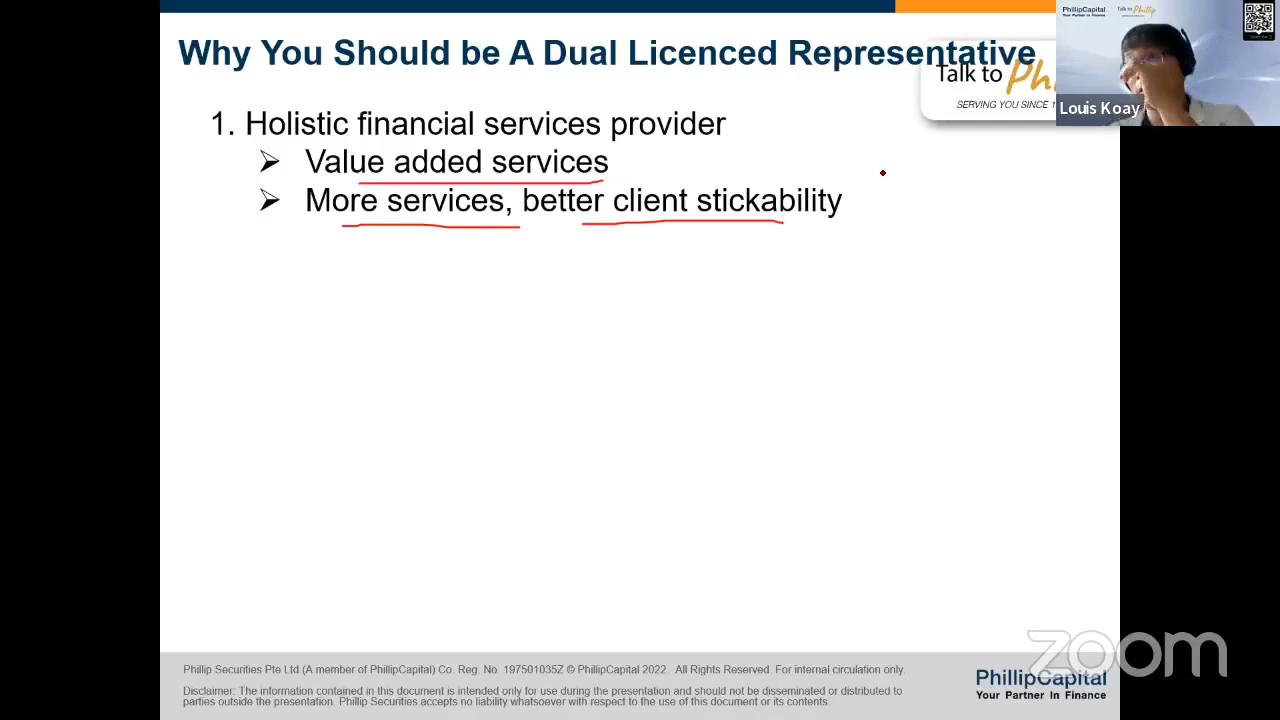 Why You Should be A Dual Licenced Representative
PhillipCapital
Your Partner in Finance
Talk to Phillip
Talk to
SERVING YOU SINCE 1
Louis Koay
1. Holistic financial services provider
➢ Value added services
➢ More services, better client stickability
zoom
Phillip Securities Pte Ltd (A member of PhillipCapital) Co. Reg. No. 197501035Z © PhillipCapital 2022. All Rights Reserved. For internal circulation only.
Disclaimer: The information contained in this document is intended only for use during the presentation and should not be disseminated or distributed to
parties outside the presentation. Phillip Securities accepts no liability whatsoever with respect to the use of this document or its contents.
PhillipCapital
Your Partner In Finance